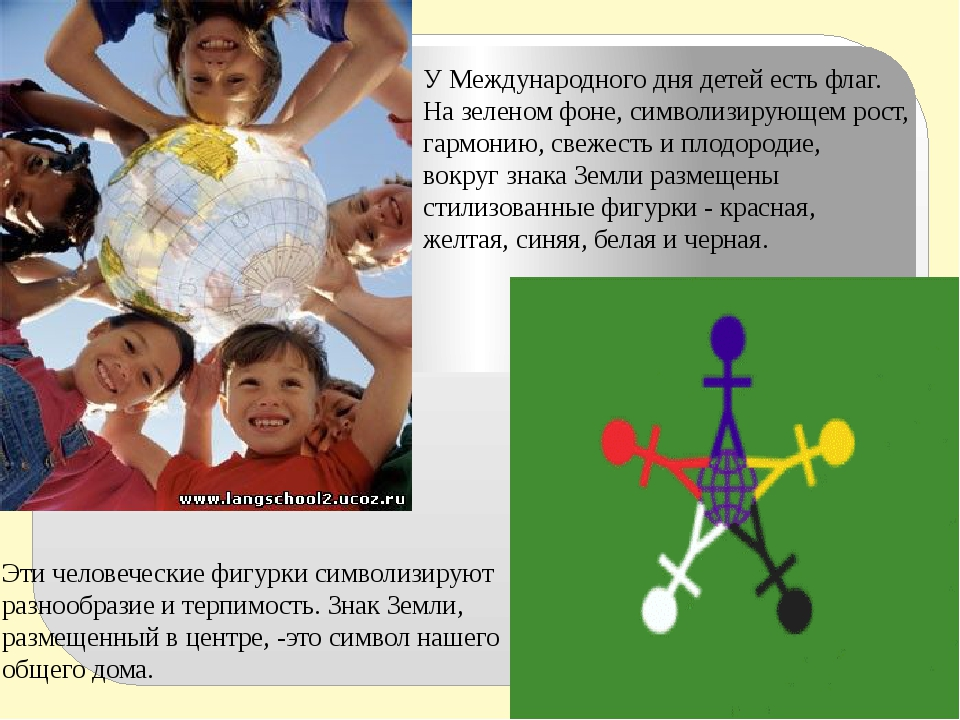 У Международного дня детей есть флаг.
На зеленом фоне, символизирующем рост,
гармонию, свежесть и плодородие,
вокруг знака Земли размещены
стилизованные фигурки - красная,
желтая, синяя, белая и черная.
www.langschool2.ucoz.ru
Эти человеческие фигурки символизируют
разнообразие и терпимость. Знак Земли,
размещенный в центре, -это символ нашего
общего дома.